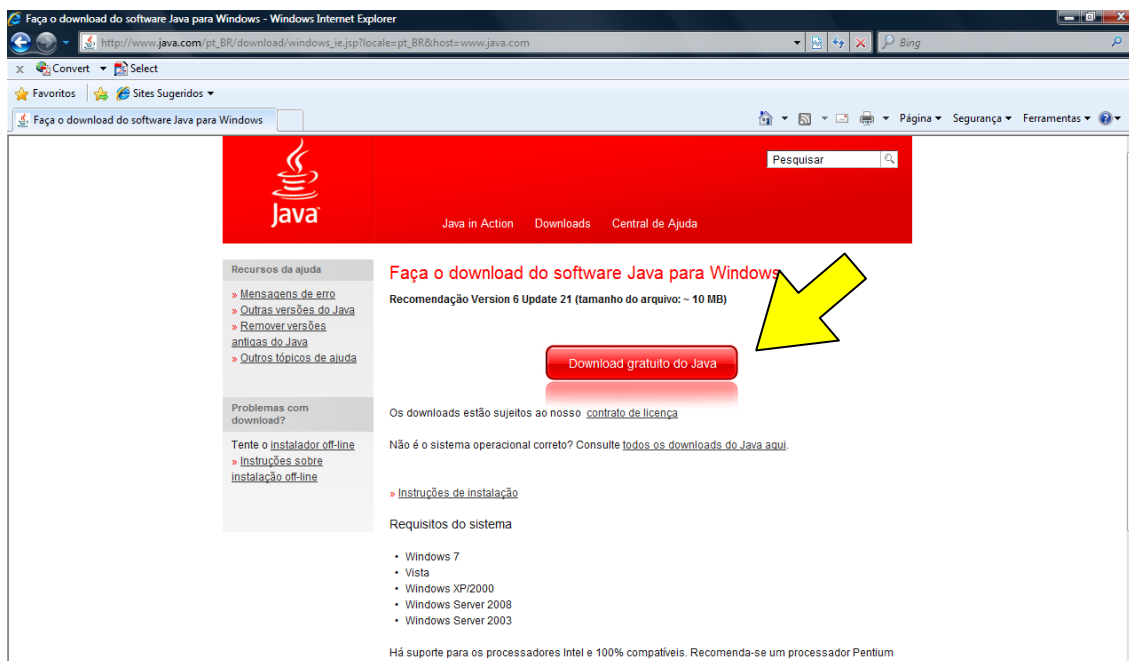 Faça o download do software Java para Windows - Windows Internet Explorer
http://www.java.com/pt_BR/download/windows_ie.jsp?locale=pt_BR&host=www.java.com
Bing
x Convert Select
Favoritos Sites Sugeridos
Faça o download do software Java para Windows
Página Segurança Ferramentas
Java
Pesquisar
Java in Action Downloads Central de Ajuda
Recursos da ajuda
» Mensagens de erro
» Outras versões do Java
» Remover versões
antigas do Java
» Outros tópicos de ajuda
Problemas com
download?
Tente o instalador off-line
» Instruções sobre
instalação off-line
Faça o download do software Java para Windows
Recomendação Version 6 Update 21 (tamanho do arquivo: ~ 10 MB)
Download gratuito do Java
Os downloads estão sujeitos ao nosso contrato de licença
Não é o sistema operacional correto? Consulte todos os downloads do Java aqui.
» Instruções de instalação
Requisitos do sistema
• Windows 7
• Vista
• Windows XP/2000
• Windows Server 2008
• Windows Server 2003
Há suporte para os processadores Intel e 100% compatíveis. Recomenda-se um processador Pentium